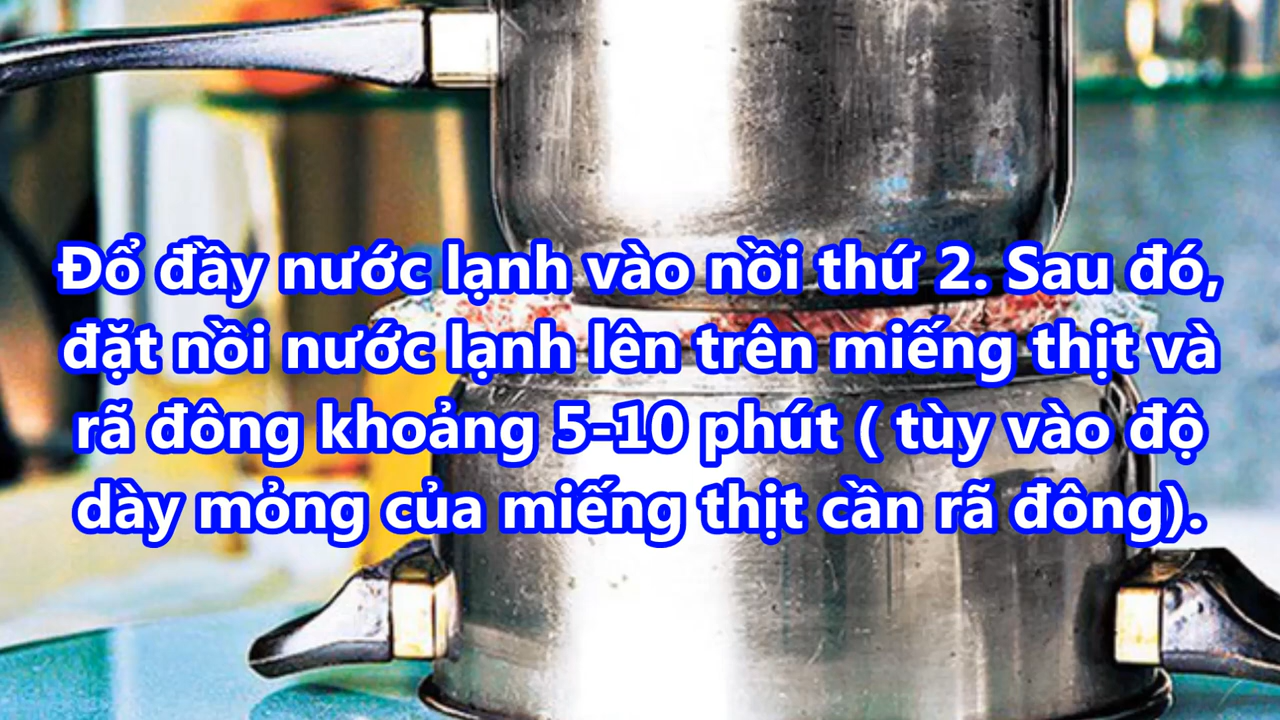 Đổ đầy nước lạnh vào nồi thứ 2. Sau đó,
đặt nồi nước lạnh lên trên miếng thịt và
rã đông khoảng 5-10 phút ( tùy vào độ
dày mỏng của miếng thịt cần rã đông).